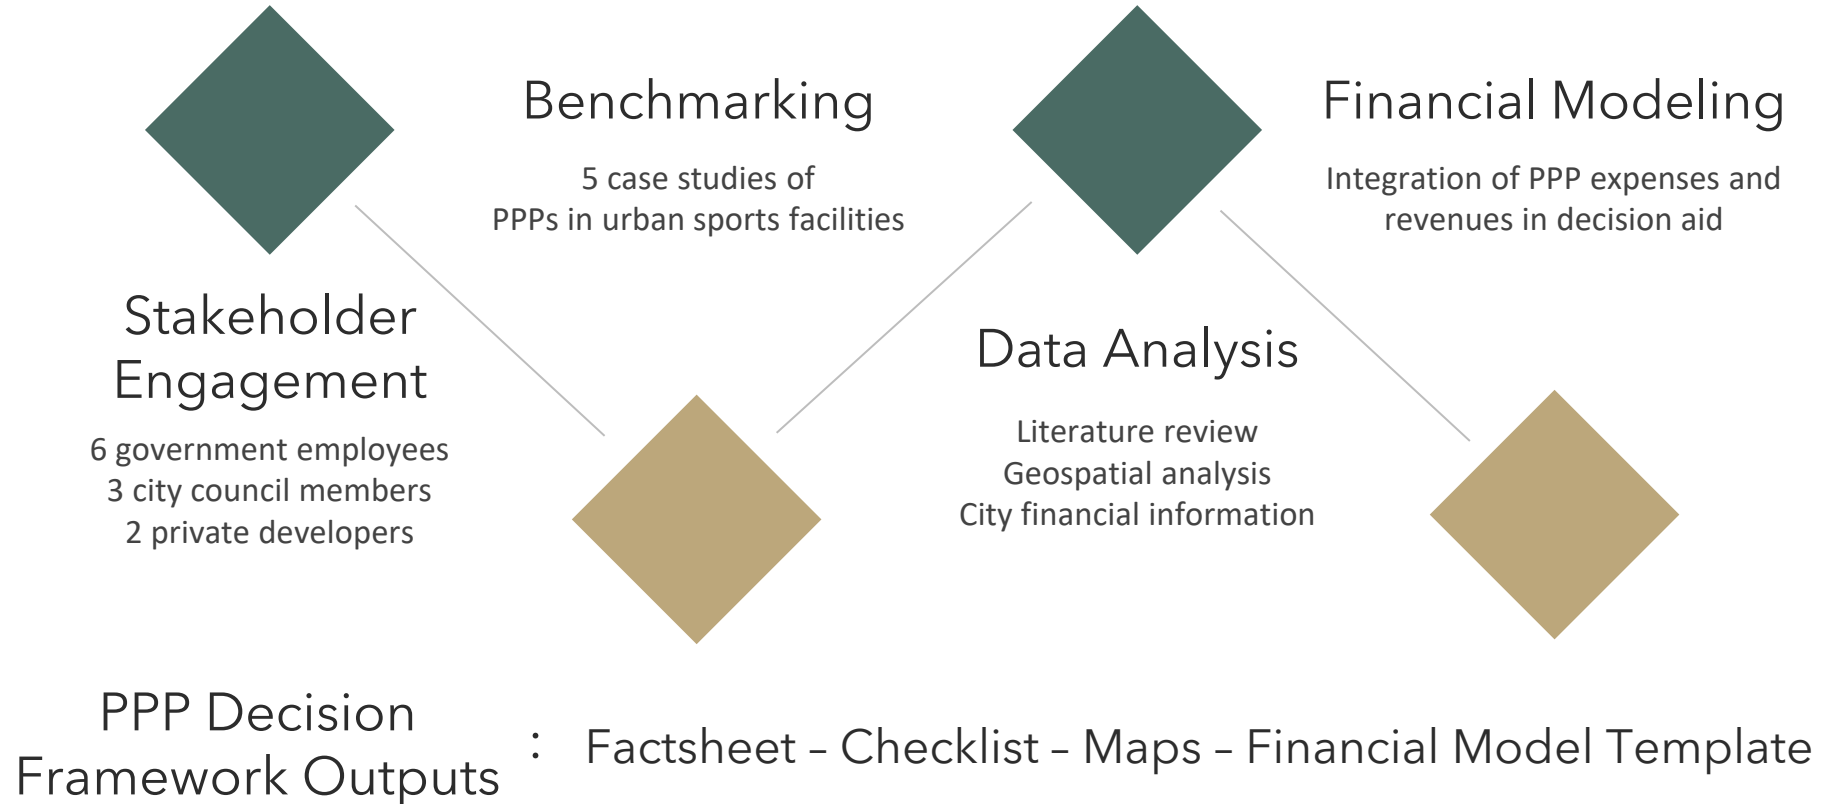 Stakeholder
Engagement
6 government employees
3 city council members
2 private developers
Benchmarking
5 case studies of
PPPs in urban sports facilities
Data Analysis
Literature review
Geospatial analysis
City financial information
Financial Modeling
Integration of PPP expenses and
revenues in decision aid
PPP Decision
Framework Outputs
: Factsheet – Checklist – Maps – Financial Model Template